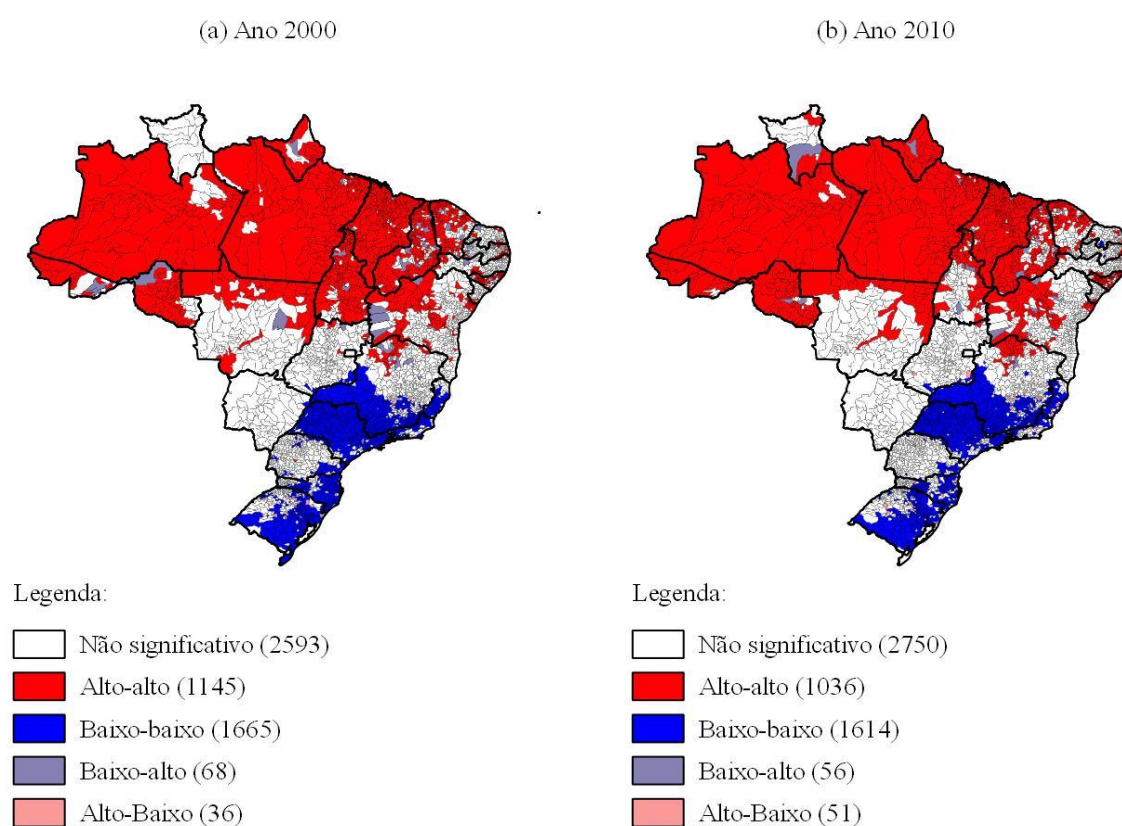 (a) Ano 2000
(b) Ano 2010
Legenda:
Não significativo (2593)
Alto-alto (1145)
Baixo-baixo (1665)
Baixo-alto (68)
Alto-Baixo (36)
Legenda:
Não significativo (2750)
Alto-alto (1036)
Baixo-baixo (1614)
Baixo-alto (56)
Alto-Baixo (51)